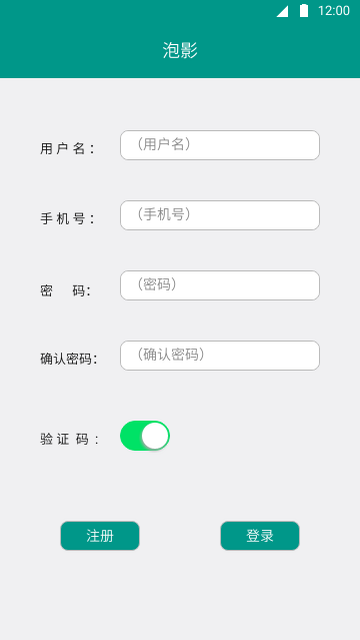 12:00
泡影
用 户 名：
（用户名）
手 机 号：
（手机号）
密 码：
（密码）
确认密码：
（确认密码）
验 证 码 :
注册
登录